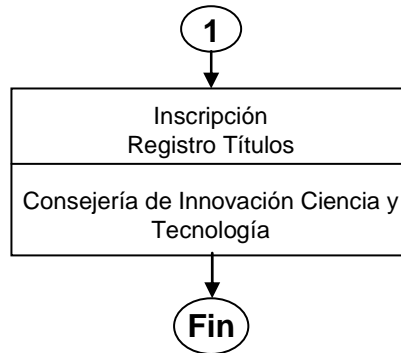 1
Inscripción
Registro Títulos
Consejería de Innovación Ciencia y
Tecnología
Fin